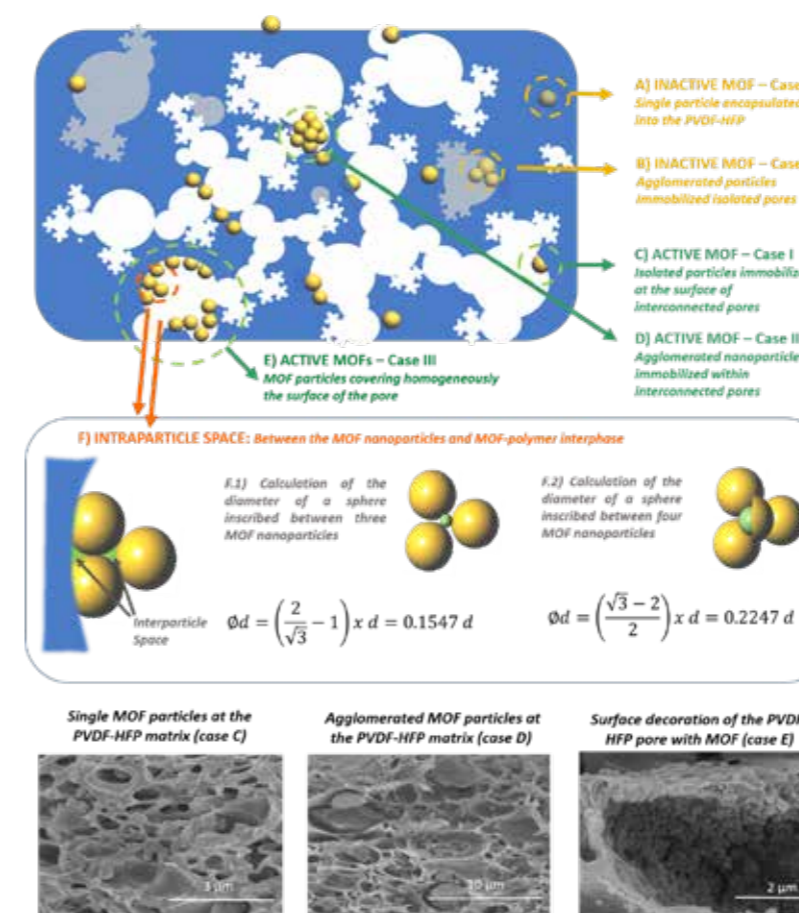 A) INACTIVE MOF – Case
Single particle encapsulated
into the PVDF-HFP
B) INACTIVE MOF – Case
Agglomerated particles
immobilized isolated pores
C) ACTIVE MOF – Case I
Isolated particles immobiliz
at the surface of
interconnected pores
D) ACTIVE MOF – Case II
Agglomerated nanoparticle
immobilized within
interconnected pores
E) ACTIVE MOFs – Case III
MOF particles covering homogeneously
the surface of the pore
F) INTRAPARTICLE SPACE: Between the MOF nanoparticles and MOF-polymer interphase
F.1) Calculation of the
diameter of a sphere
inscribed between three
MOF nanoparticles
F.2) Calculation of the
diameter of a sphere
inscribed between four
MOF nanoparticles
Interparticle
Space
Ød = (2/√3 − 1) x d = 0.1547 d
Ød = (√3 − 2/2) x d = 0.2247 d
Single MOF particles at the
PVDF-HFP matrix (case C)
Agglomerated MOF particles at
the PVDF-HFP matrix (case D)
Surface decoration of the PVDF
HFP pore with MOF (case E)
3 μm
10 μm
2 μm